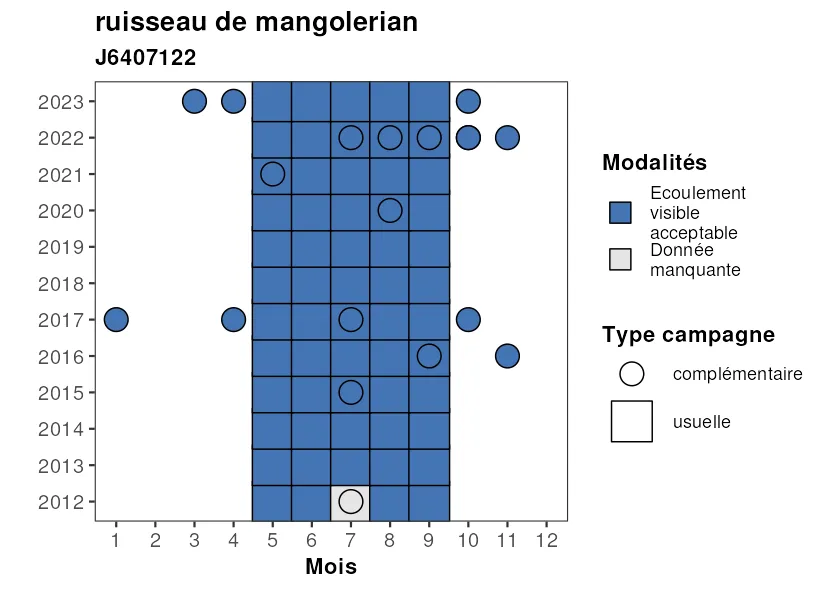 ruisseau de mangolerian
J6407122
2023
2022
2021
2020
2019
2018
2017
2016
2015
2014
2013
2012
1 2 3 4 5 6 7 8 9 10 11 12
Mois
Modalités
Ecoulement
visible
acceptable
Donnée
manquante
Type campagne
complémentaire
usuelle